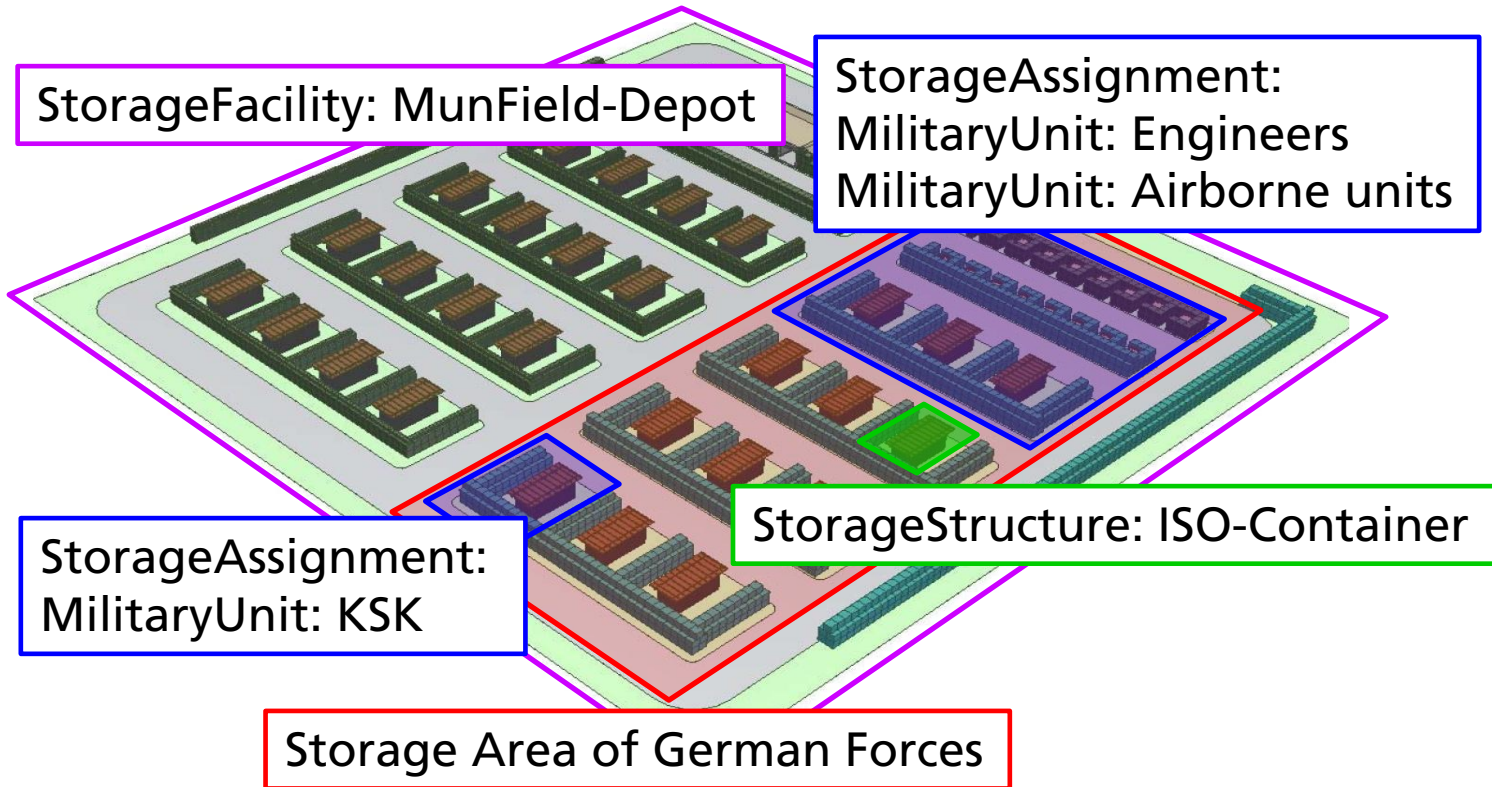 StorageFacility: MunField-Depot
StorageAssignment:
MilitaryUnit: Engineers
MilitaryUnit: Airborne units
StorageStructure: ISO-Container
StorageAssignment:
MilitaryUnit: KSK
Storage Area of German Forces